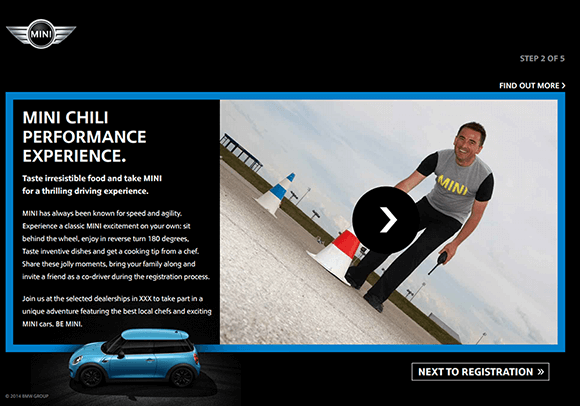 MINI
STEP 2 OF 5
FIND OUT MORE
MINI CHILI
PERFORMANCE
EXPERIENCE.
Taste irresistible food and take MINI
for a thrilling driving experience.
MINI has always been known for speed and agility.
Experience a classic MINI excitement on your own: sit
behind the wheel, enjoy in reverse turn 180 degrees,
Taste inventive dishes and get a cooking tip from a chef.
Share these jolly moments, bring your family along and
invite a friend as a co-driver during the registration process.
Join us at the selected dealerships in XXX to take part in a
unique adventure featuring the best local chefs and exciting
MINI cars. BE MINI.
MINI
NEXT TO REGISTRATION »
© 2014 BMW GROUP